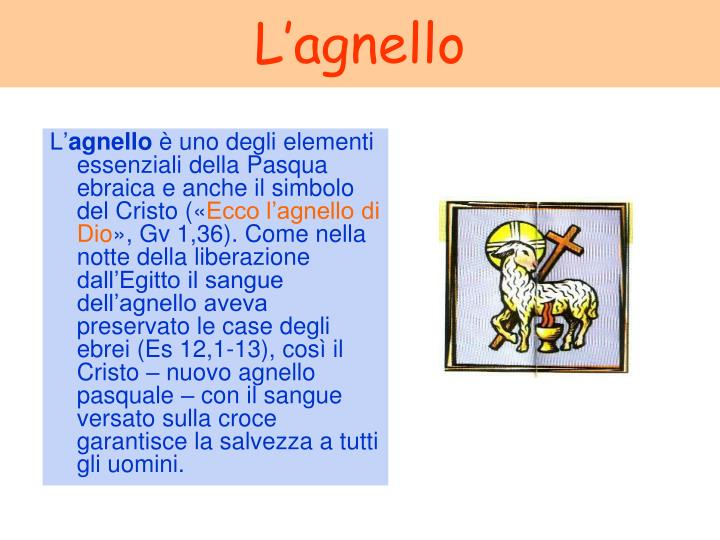 L’agnello
L’agnello è uno degli elementi
essenziali della Pasqua
ebraica e anche il simbolo
del Cristo («Ecco l’agnello di
Dio», Gv 1,36). Come nella
notte della liberazione
dall’Egitto il sangue
dell’agnello aveva
preservato le case degli
ebrei (Es 12,1-13), così il
Cristo – nuovo agnello
pasquale – con il sangue
versato sulla croce
garantisce la salvezza a tutti
gli uomini.